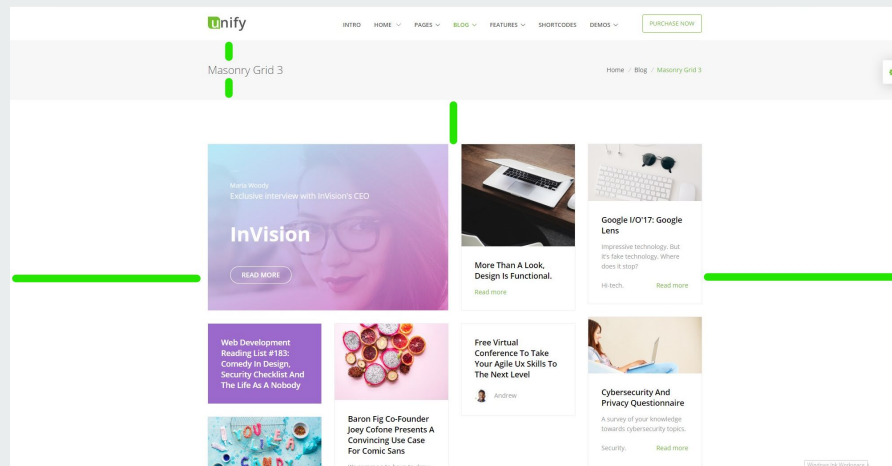 unify
INTRO HOME PAGES BLOG FEATURES SHORTCODES DEMOS PURCHASE NOW
Masonry Grid 3
Home / Blog / Masonry Grid 3
Maria Woody
Exclusive interview with InVision's CEO
InVision
READ MORE
More Than A Look,
Design Is Functional.
Read more
Google I/O'17: Google
Lens
Impressive technology. But
it's fake technology. Where
does it stop?
Hi-tech. Read more
Web Development
Reading List #183:
Comedy In Design,
Security Checklist And
The Life As A Nobody
Baron Fig Co-Founder
Joey Cofone Presents A
Convincing Use Case
For Comic Sans
Free Virtual
Conference To Take
Your Agile Ux Skills To
The Next Level
Andrew
Cybersecurity And
Privacy Questionnaire
A survey of your knowledge
towards cybersecurity topics.
Security. Read more